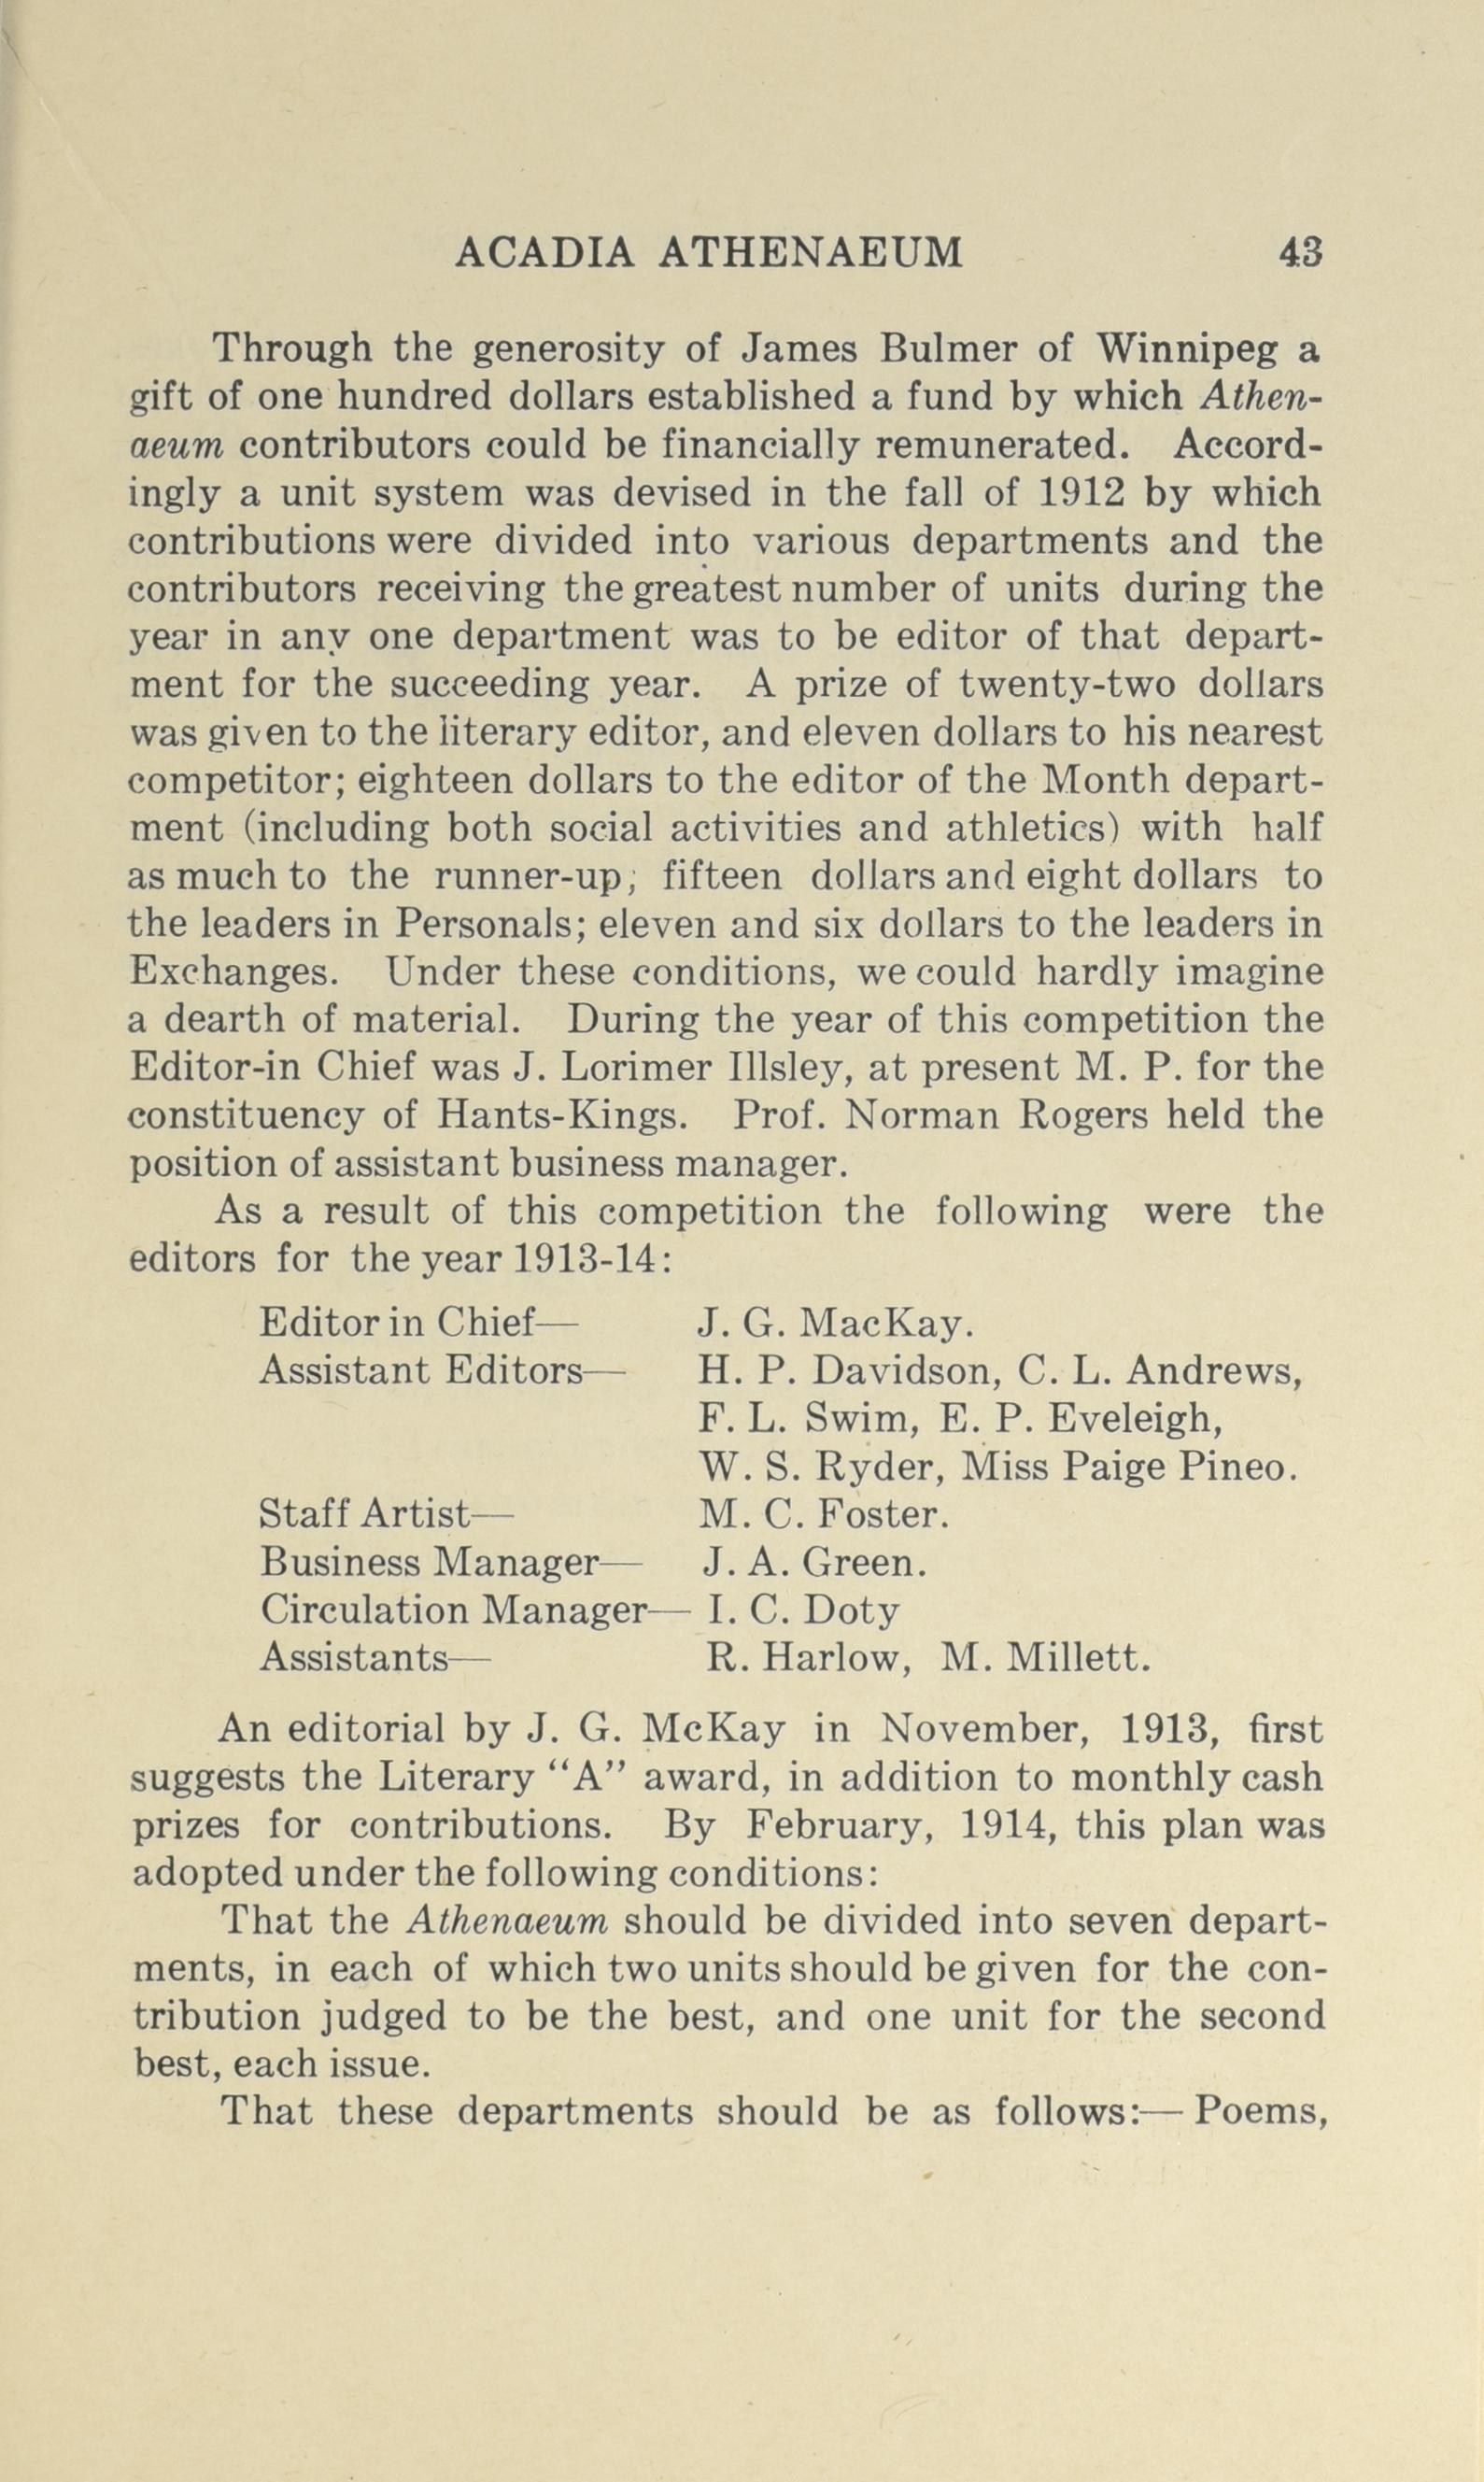 ACADIA ATHENAEUM 43
Through the generosity of James Bulmer of Winnipeg a
gift of one hundred dollars established a fund by which Athen-
aeum contributors could be financially remunerated. Accord-
ingly a unit system was devised in the fall of 1912 by which
contributions were divided into various departments and the
contributors receiving the greatest number of units during the
year in any one department was to be editor of that depart-
ment for the succeeding year. A prize of twenty-two dollars
was given to the literary editor, and eleven dollars to his nearest
competitor; eighteen dollars to the editor of the Month depart-
ment (including both social activities and athletics) with half
as much to the runner-up; fifteen dollars and eight dollars to
the leaders in Personals; eleven and six dollars to the leaders in
Exchanges. Under these conditions, we could hardly imagine
a dearth of material. During the year of this competition the
Editor-in Chief was J. Lorimer Illsley, at present M. P. for the
constituency of Hants-Kings. Prof. Norman Rogers held the
position of assistant business manager.
As a result of this competition the following were the
editors for the year 1913-14:
Editor in Chief— J. G. MacKay.
Assistant Editors— H. P. Davidson, C. L. Andrews,
F. L. Swim, E. P. Eveleigh,
W. S. Ryder, Miss Paige Pineo.
Staff Artist— M. C. Foster.
Business Manager— J. A. Green.
Circulation Manager— I. C. Doty
Assistants— R. Harlow, M. Millett.
An editorial by J. G. McKay in November, 1913, first
suggests the Literary “A” award, in addition to monthly cash
prizes for contributions. By February, 1914, this plan was
adopted under the following conditions:
That the Athenaeum should be divided into seven depart-
ments, in each of which two units should be given for the con-
tribution judged to be the best, and one unit for the second
best, each issue.
That these departments should be as follows:— Poems,